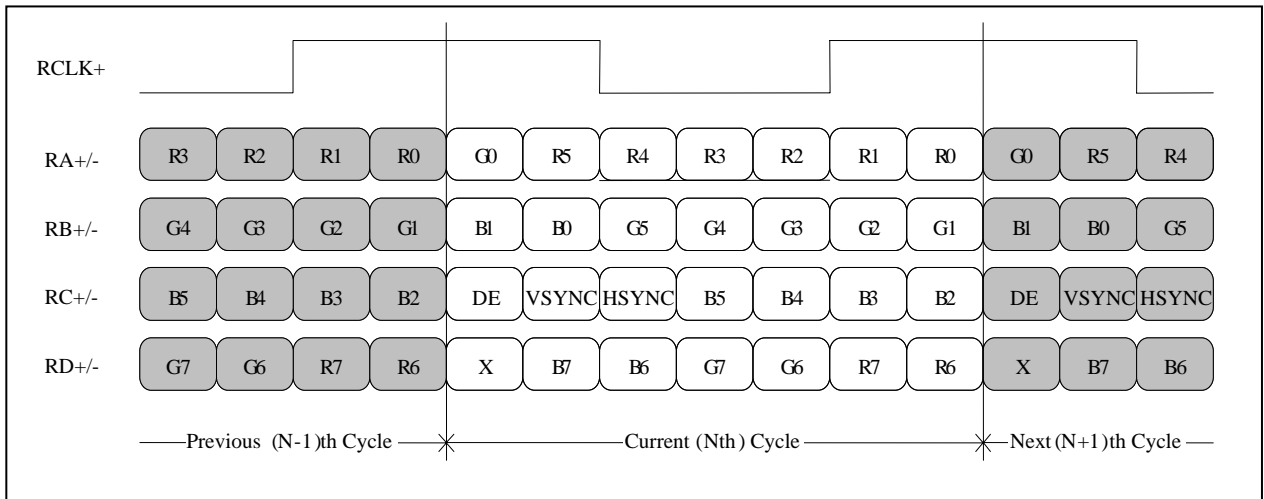 RCLK+
RA+/- R3 R2 R1 R0 G0 R5 R4 R3 R2 R1 R0 G0 R5 R4
RB+/- G4 G3 G2 G1 B1 B0 G5 G4 G3 G2 G1 B1 B0 G5
RC+/- B5 B4 B3 B2 DE VSYNC HSYNC B5 B4 B3 B2 DE VSYNC HSYNC
RD+/- G7 G6 R7 R6 X B7 B6 G7 G6 R7 R6 X B7 B6
Previous (N-1)th Cycle Current (Nth) Cycle Next (N+1)th Cycle